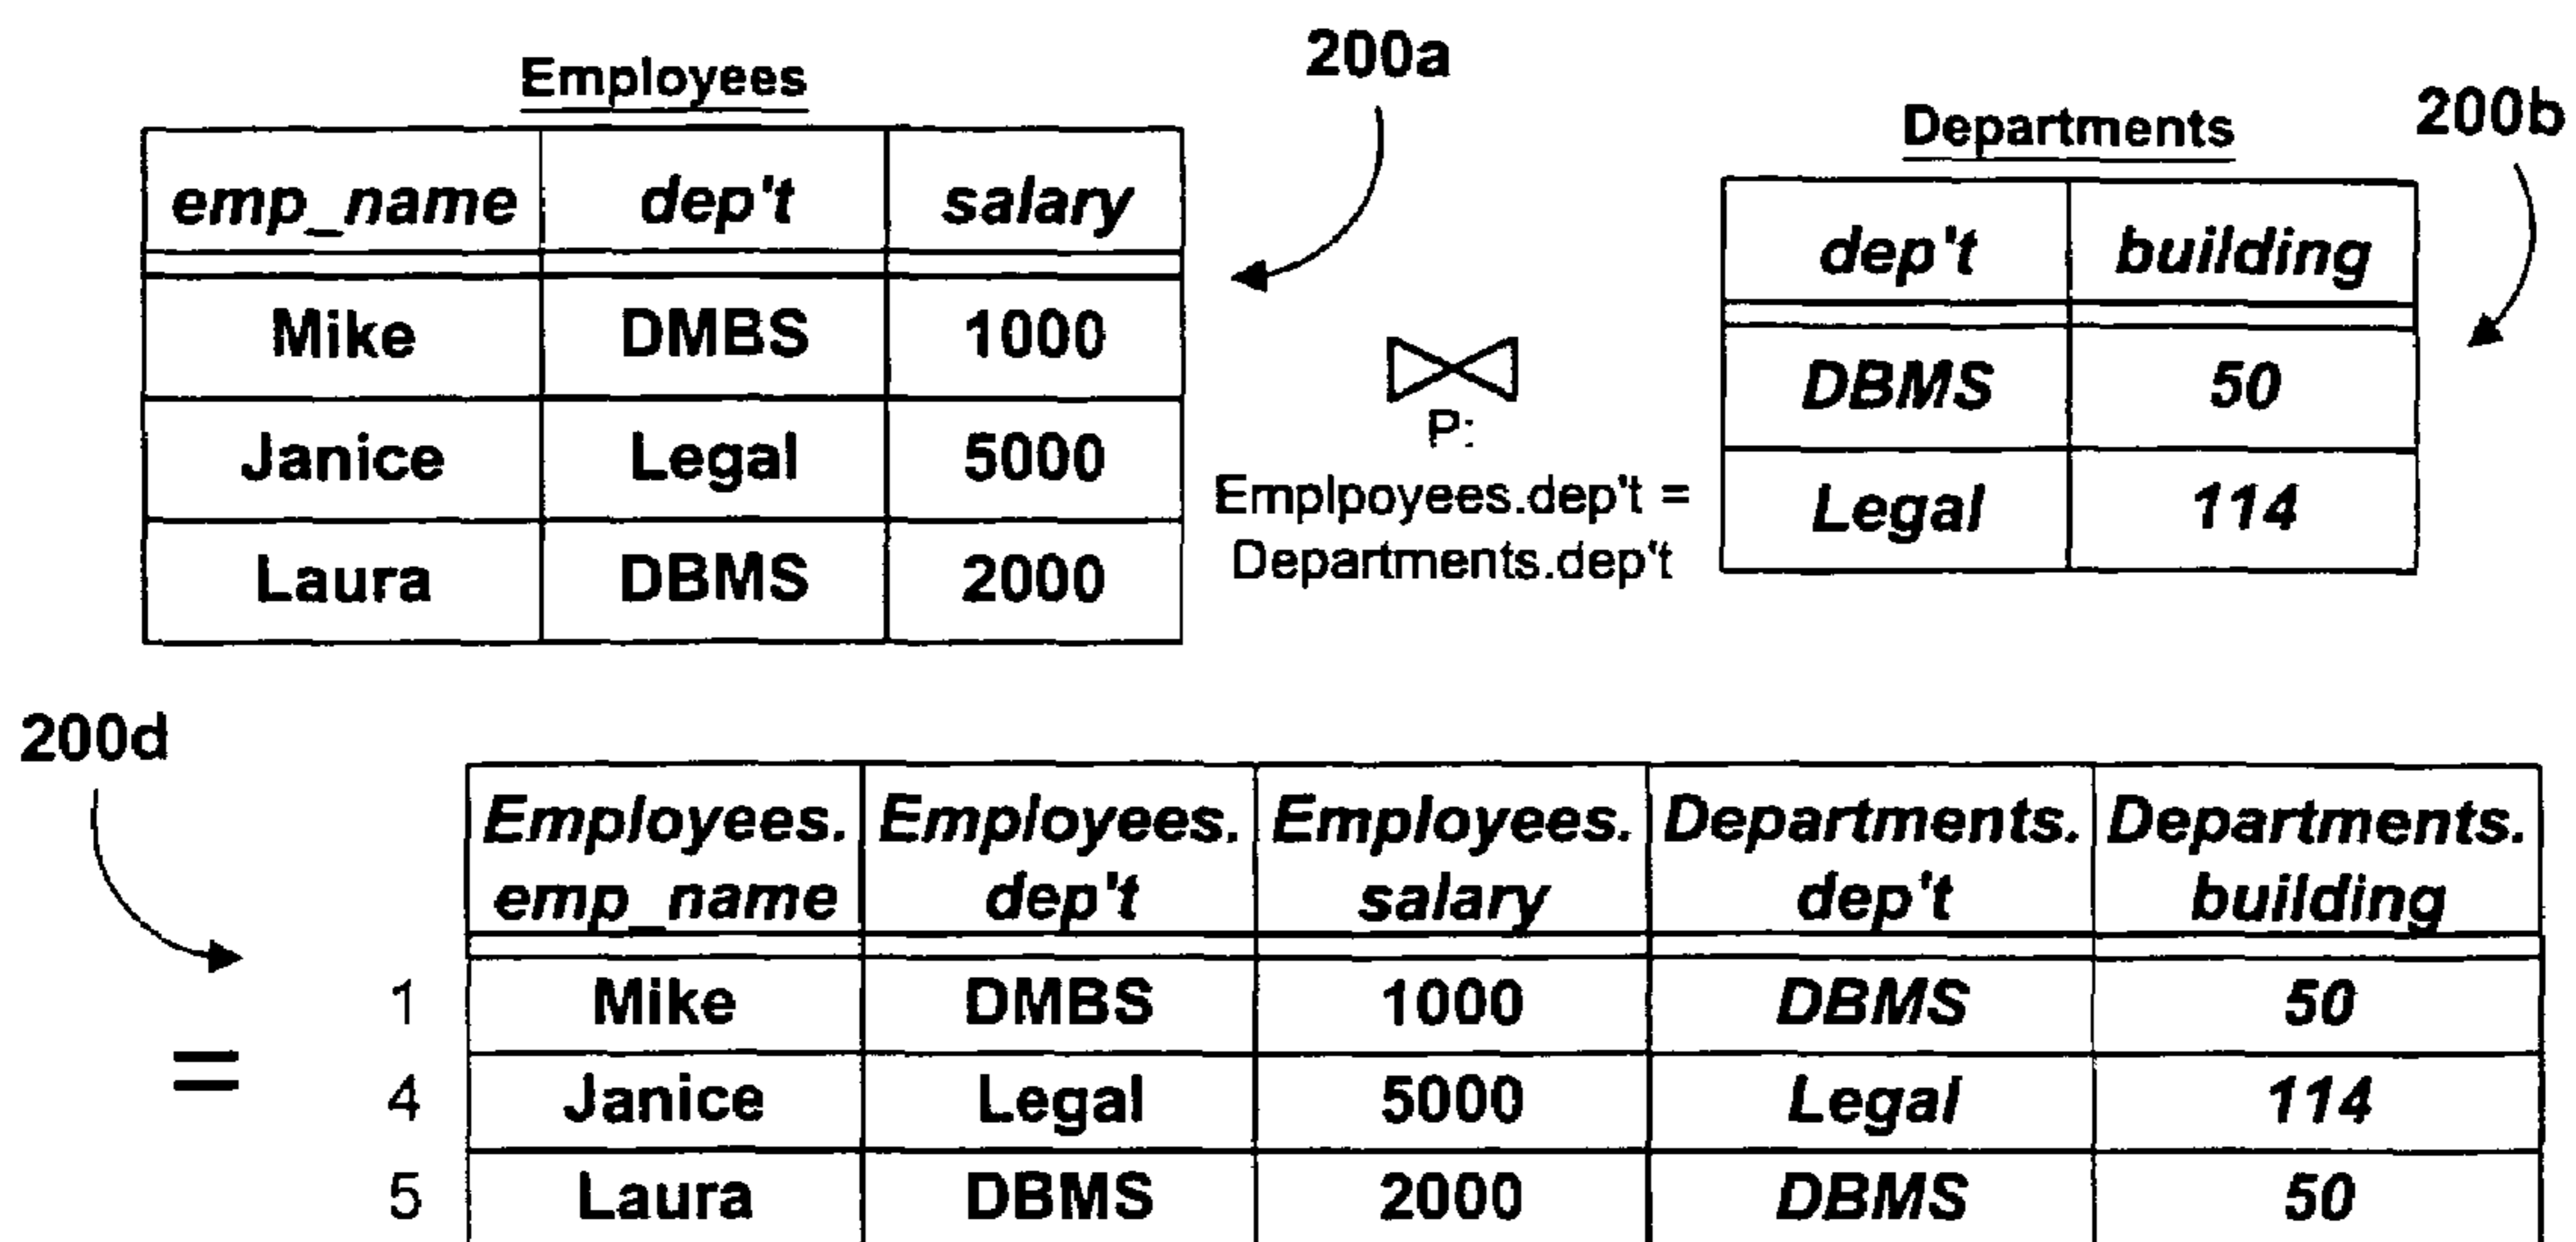 Employees
200a
emp_name dep't salary
Mike DMBS 1000
Janice Legal 5000
Laura DBMS 2000
P:
Emplpoyees.dep't =
Departments.dep't
Departments
200b
dep't building
DBMS 50
Legal 114
200d
Employees. Employees. Employees. Departments. Departments.
emp_name dep't salary dep't building
1 Mike DMBS 1000 DBMS 50
=
4 Janice Legal 5000 Legal 114
5 Laura DBMS 2000 DBMS 50